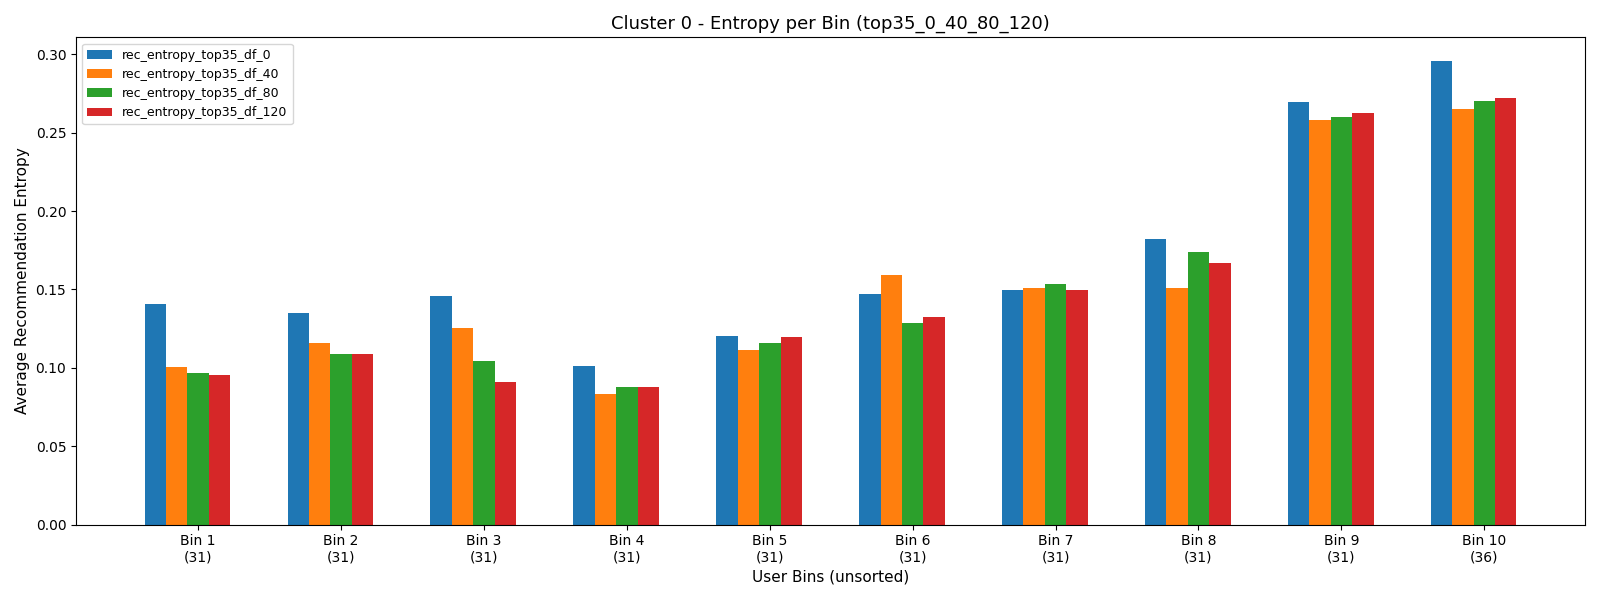 Cluster 0 - Entropy per Bin (top35_0_40_80_120)
rec_entropy_top35_df_0
rec_entropy_top35_df_40
rec_entropy_top35_df_80
rec_entropy_top35_df_120
Average Recommendation Entropy
0.30
0.25
0.20
0.15
0.10
0.05
0.00
Bin 1 Bin 2 Bin 3 Bin 4 Bin 5 Bin 6 Bin 7 Bin 8 Bin 9 Bin 10
(31) (31) (31) (31) (31) (31) (31) (31) (31) (36)
User Bins (unsorted)